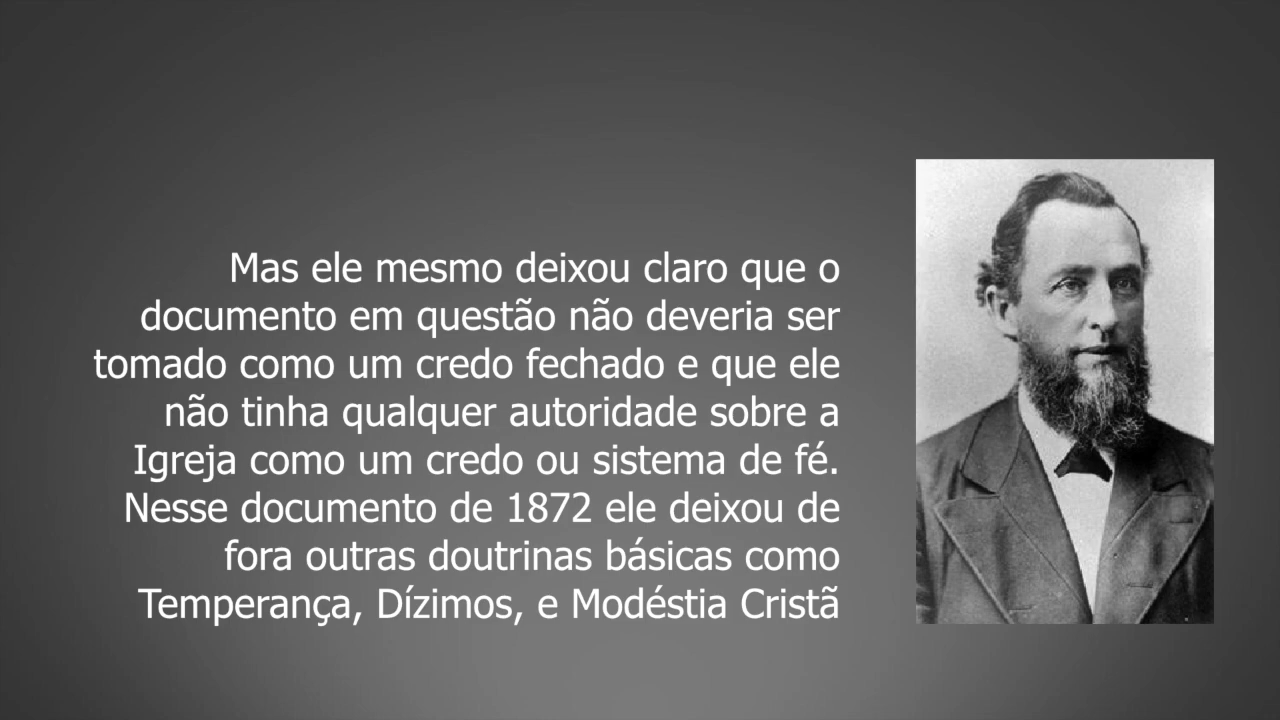 Mas ele mesmo deixou claro que o
documento em questão não deveria ser
tomado como um credo fechado e que ele
não tinha qualquer autoridade sobre a
Igreja como um credo ou sistema de fé.
Nesse documento de 1872 ele deixou de
fora outras doutrinas básicas como
Temperança, Dízimos, e Modéstia Cristã